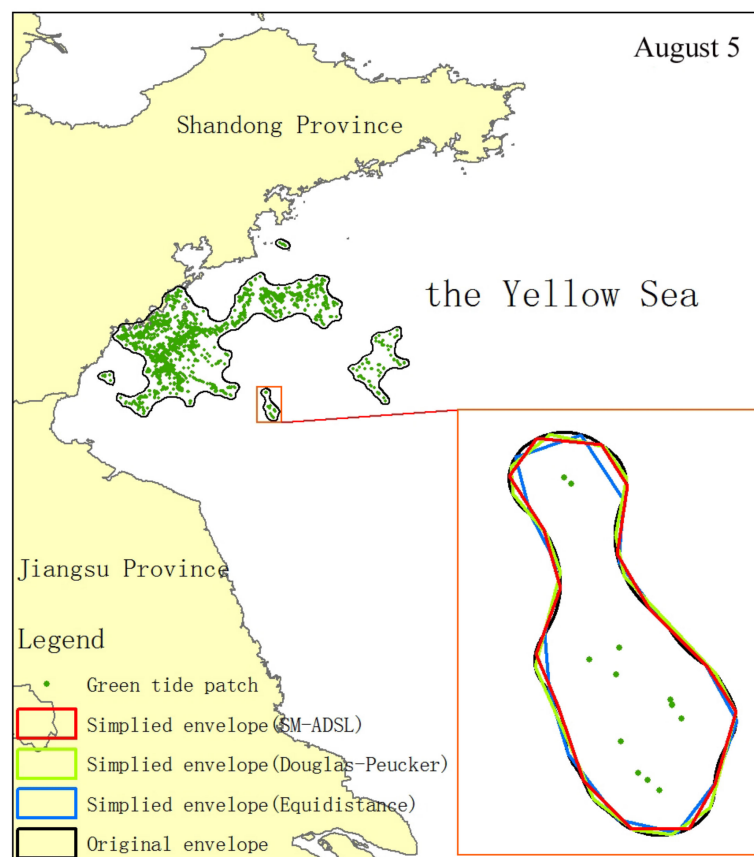 August 5
Shandong Province
the Yellow Sea
Jiangsu Province
Legend
Green tide patch
Simplied envelope(SM-ADSL)
Simplied envelope(Douglas-Peucker)
Simplied envelope(Equidistance)
Original envelope